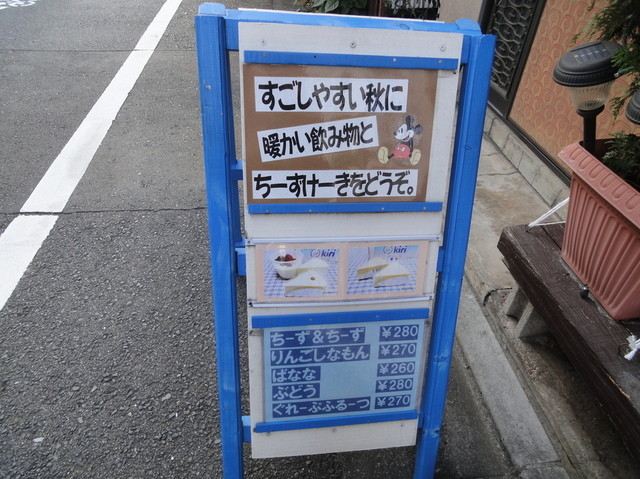 すごしやすい秋に
暖かい飲み物と
ちーずけーきをどうぞ。
kiri
kiri
ちーず&ちーず ¥280
りんごしなもん ¥270
ばなな ¥260
ぶどう ¥280
ぐれーぷふるーつ ¥270